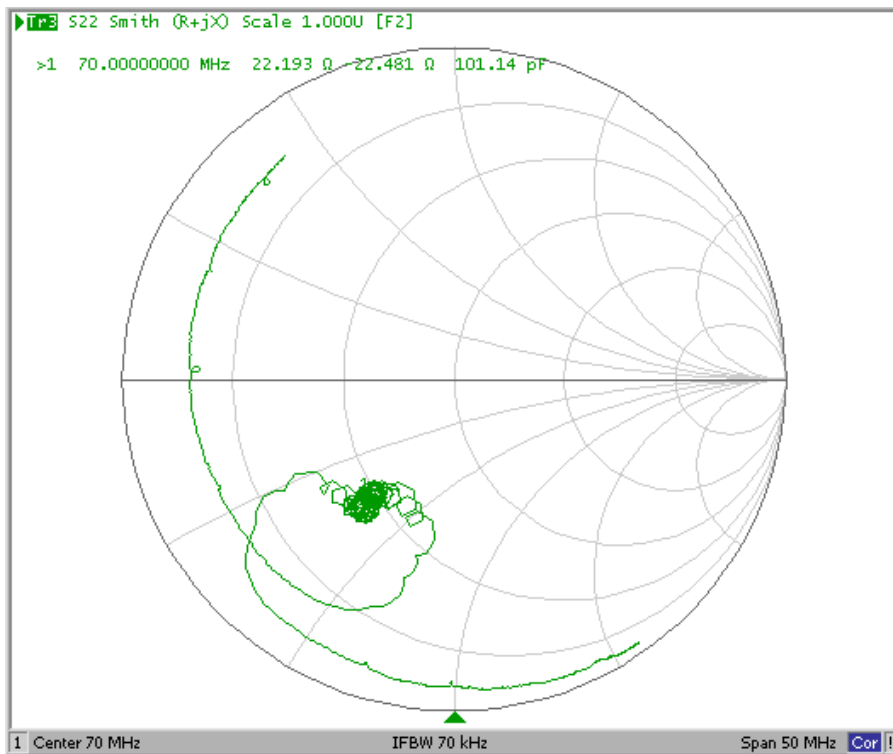 Tr3 S22 Smith (R+jX) Scale 1.000U [F2]
>1 70.00000000 MHz 22.193 Ω -22.481 Ω 101.14 pF
1
1 Center 70 MHz IFBW 70 kHz Span 50 MHz Cor